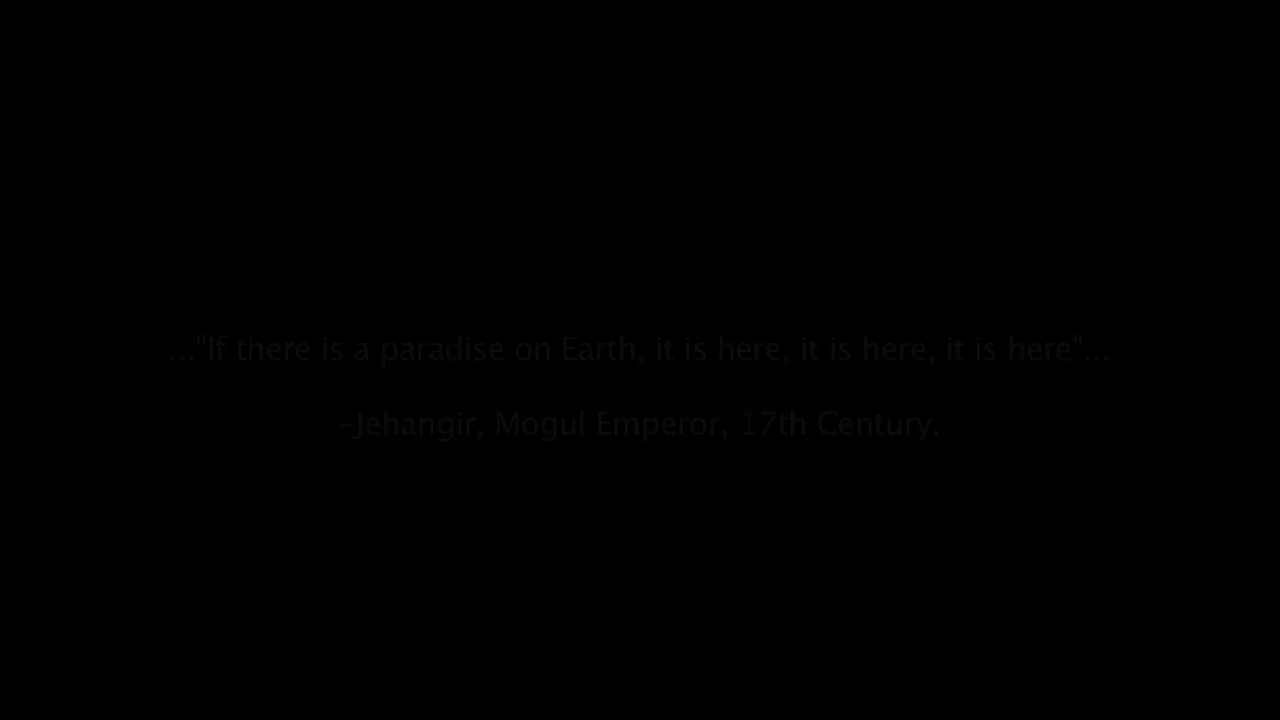 ..."If there is a paradise on Earth, it is here, it is here, it is here"...
-Jehangir, Mogul Emperor, 17th Century.